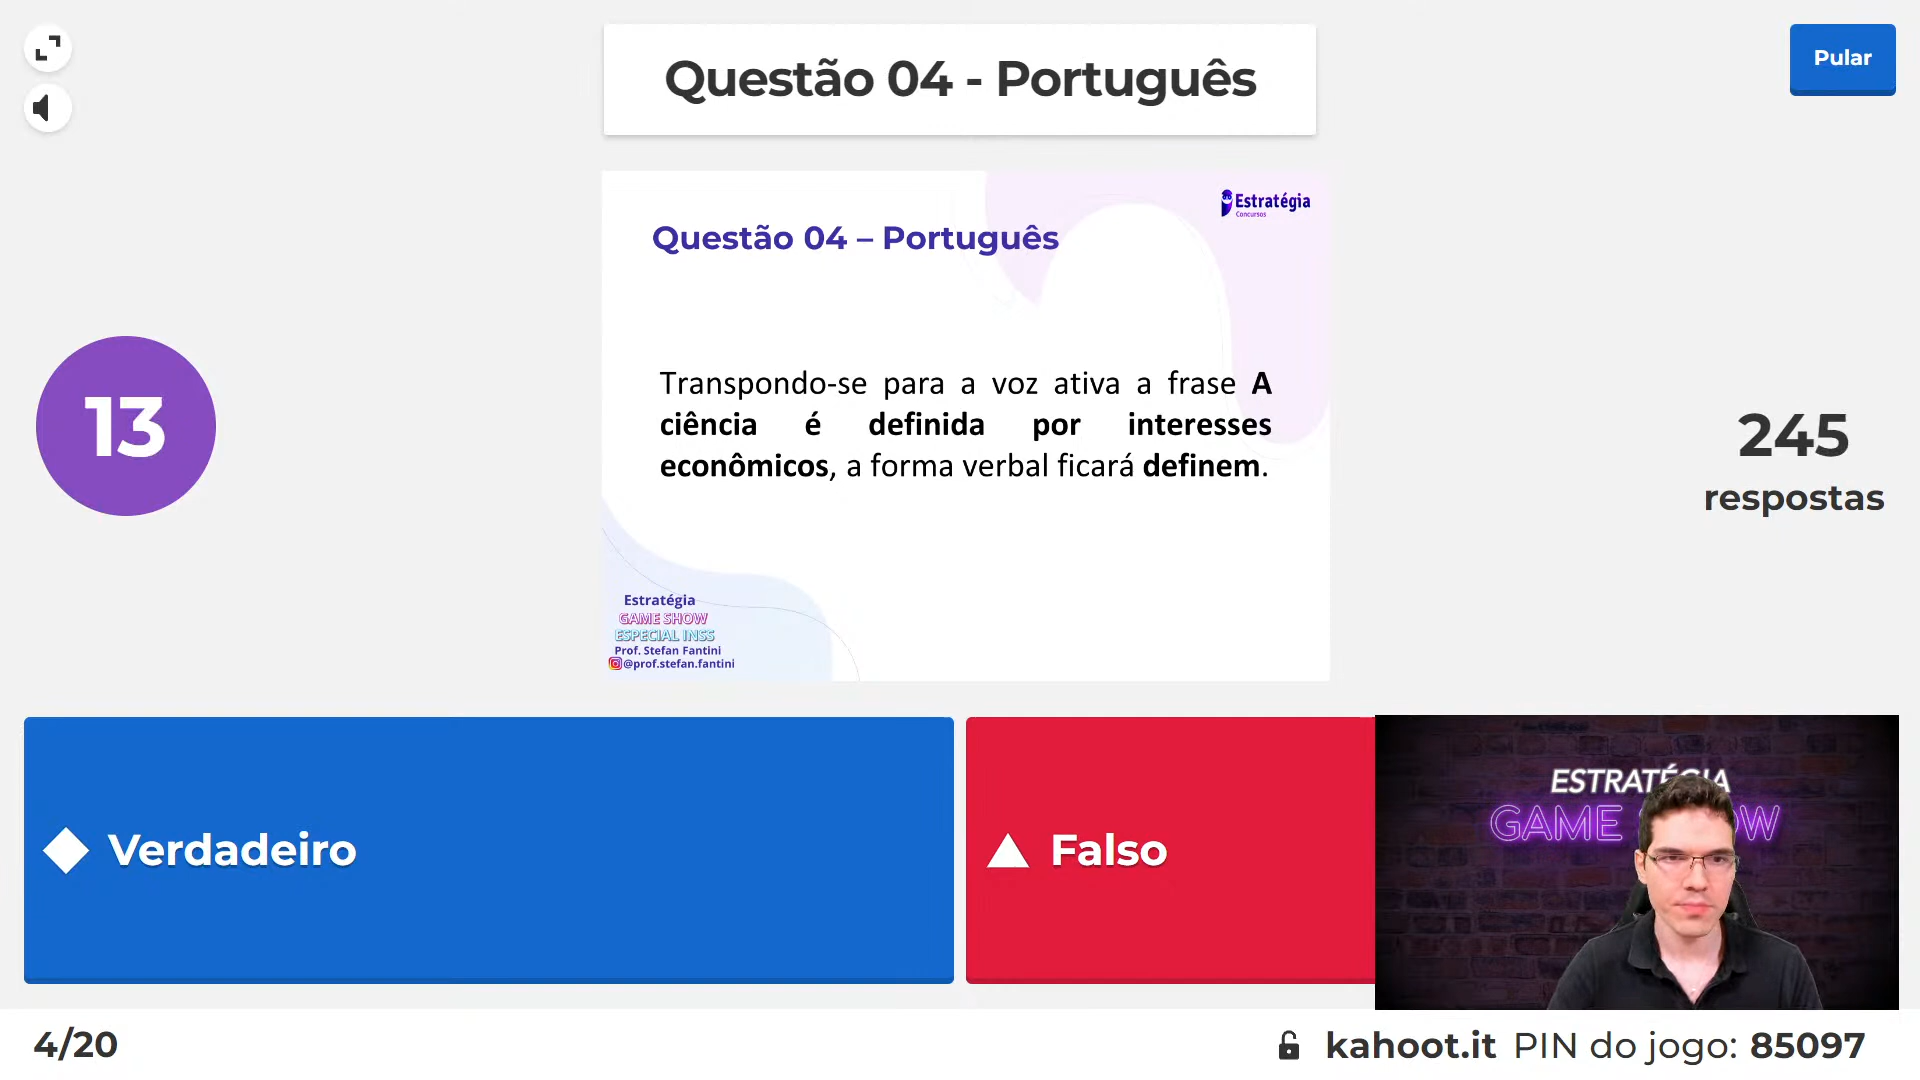 Questão 04 - Português
Pular
Estratégia
Concursos
Questão 04 – Português
13
Transpondo-se para a voz ativa a frase A
ciência é definida por interesses
econômicos, a forma verbal ficará definem.
245
respostas
Estratégia
GAME SHOW
ESPECIAL INSS
Prof. Stefan Fantini
@prof.stefan.fantini
Verdadeiro
Falso
ESTRATÉGIA
GAME SHOW
4/20
kahoot.it PIN do jogo: 85097